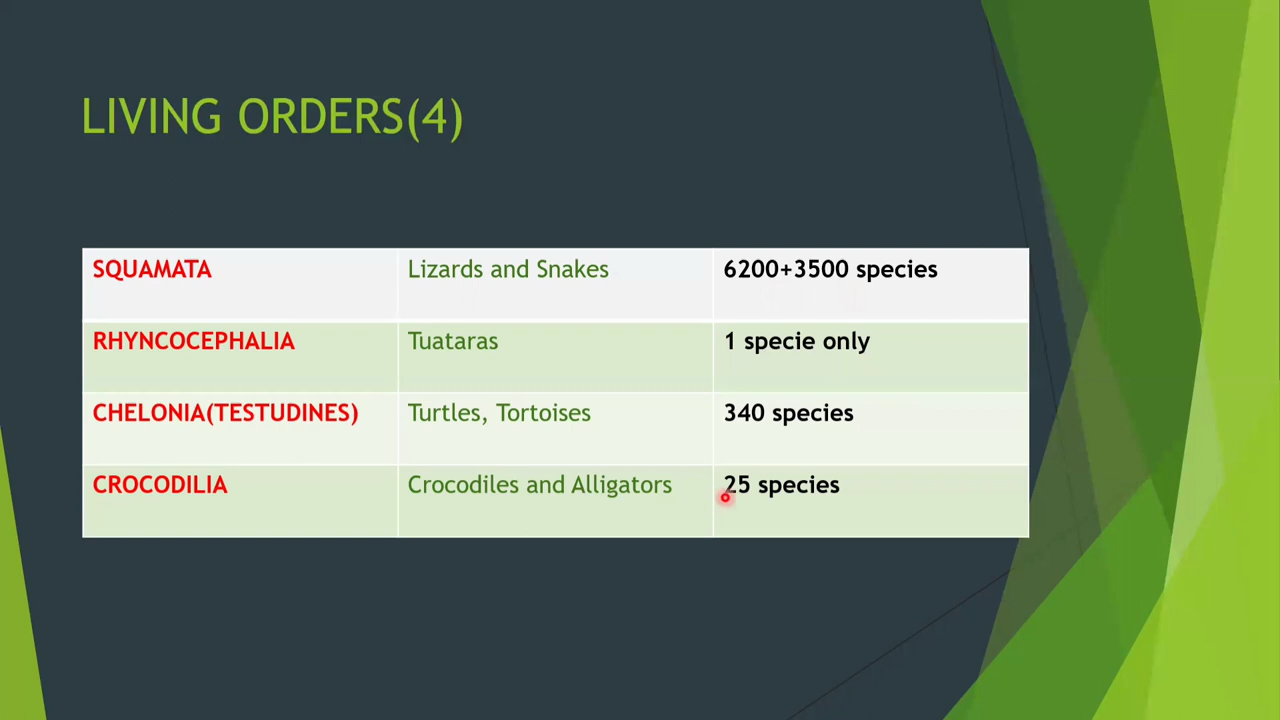 LIVING ORDERS(4)
SQUAMATA Lizards and Snakes 6200+3500 species
RHYNCOCEPHALIA Tuataras 1 specie only
CHELONIA(TESTUDINES) Turtles, Tortoises 340 species
CROCODILIA Crocodiles and Alligators 25 species